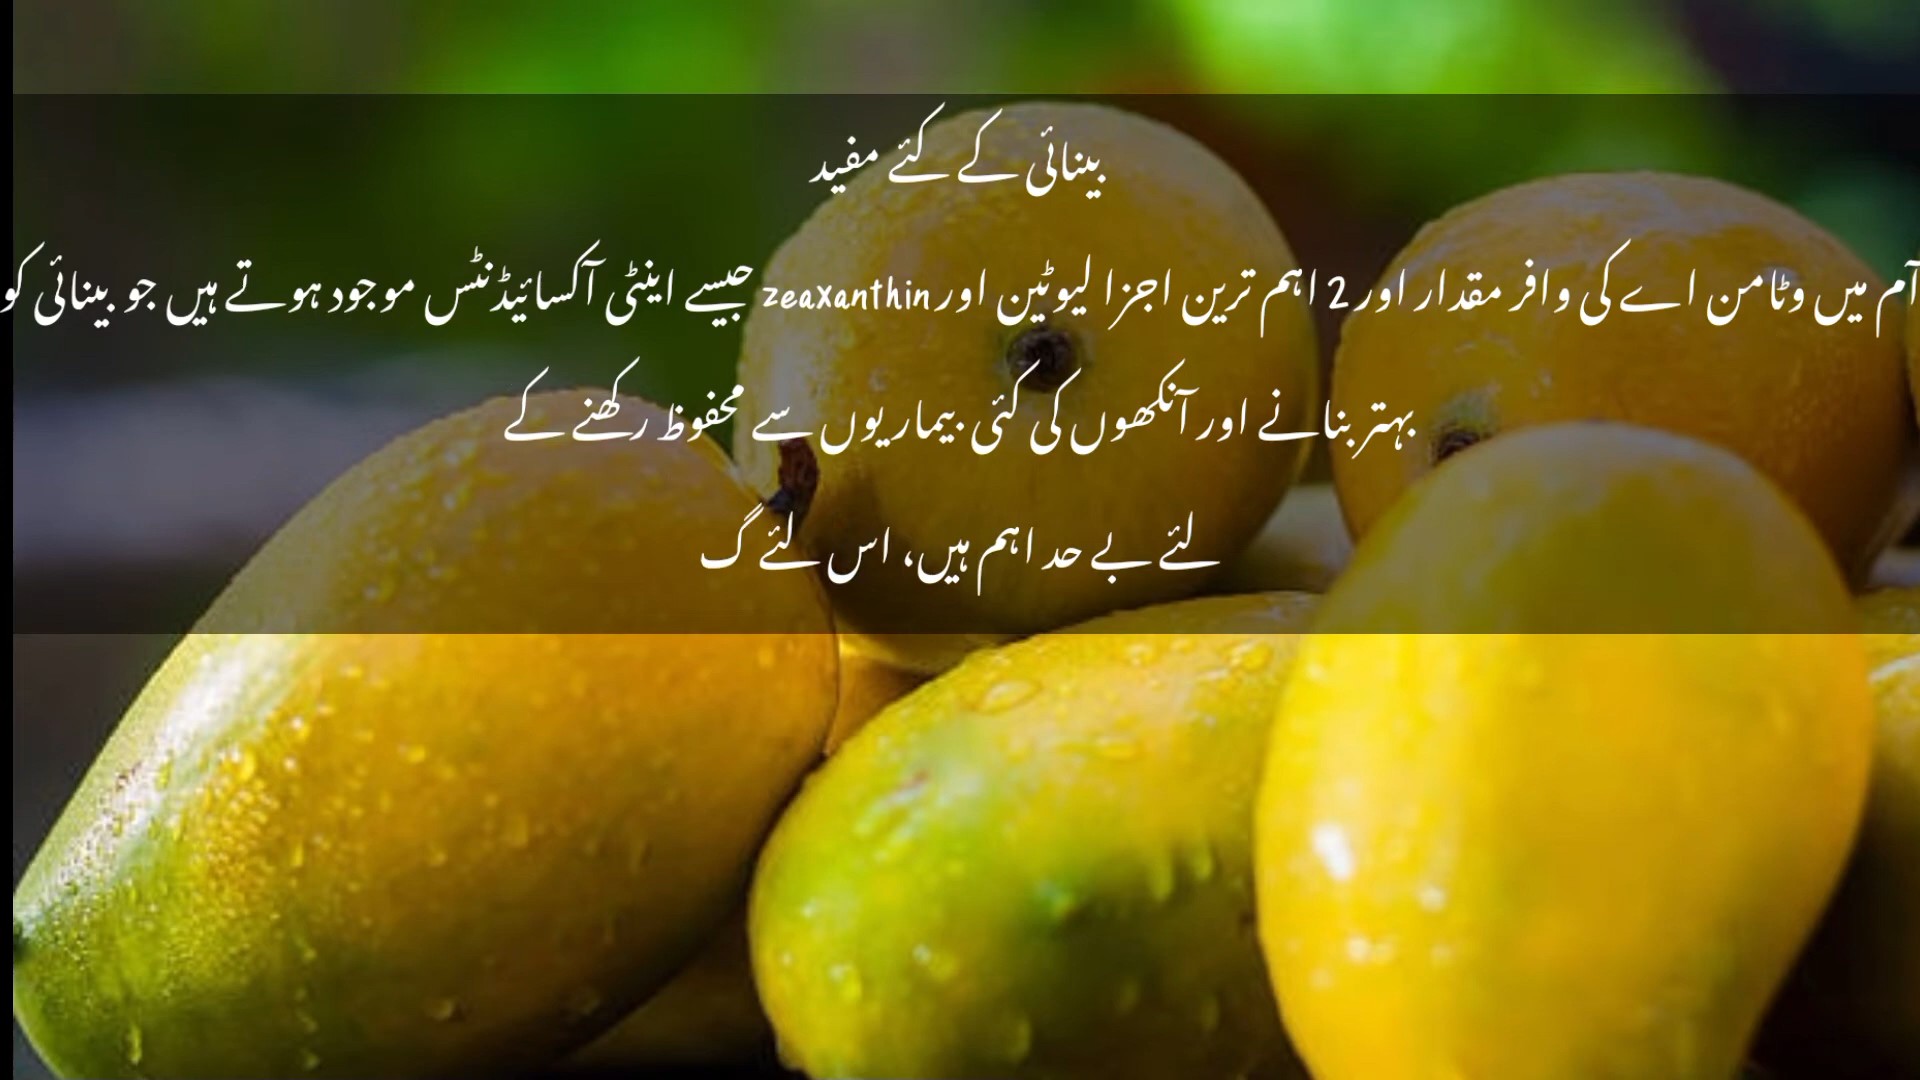 بینائی کے کئے مفید
آم میں وٹامن اے کی وافر مقدار اور 2 اہم ترین اجزا لیوٹین اور zeaxanthin جیسے اینٹی آکسائیڈنٹس موجود ہوتے ہیں جو بینائی کو
بہتر بنانے اور آنکھوں کی کئی بیماریوں سے محفوظ رکھنے کے
لئے بے حد اہم ہیں، اس لئے گ